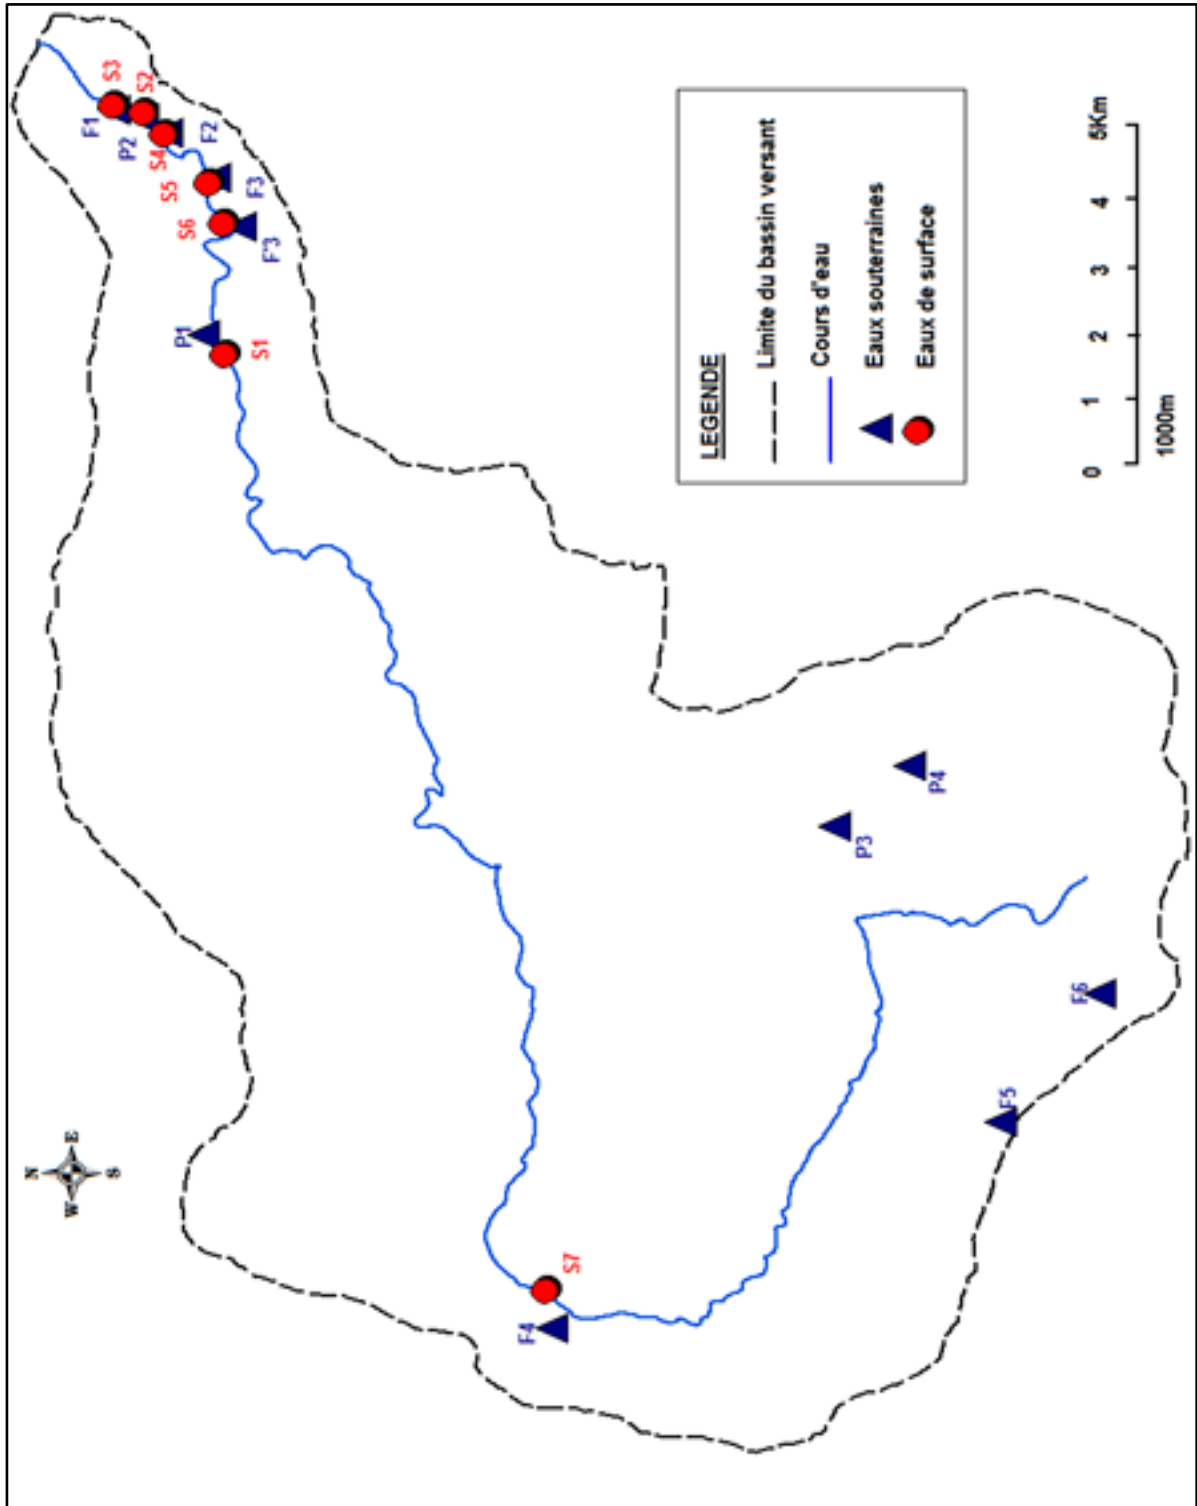 N
W E
S
S3
F1
S2
P2
S4
F2
S5
F3
S6
F'3
P1
S1
S7
F4
P3
P4
F5
F6
LEGENDE
Limite du bassin versant
Cours d'eau
Eaux souterraines
Eaux de surface
0 1 2 3 4 5Km
1000m